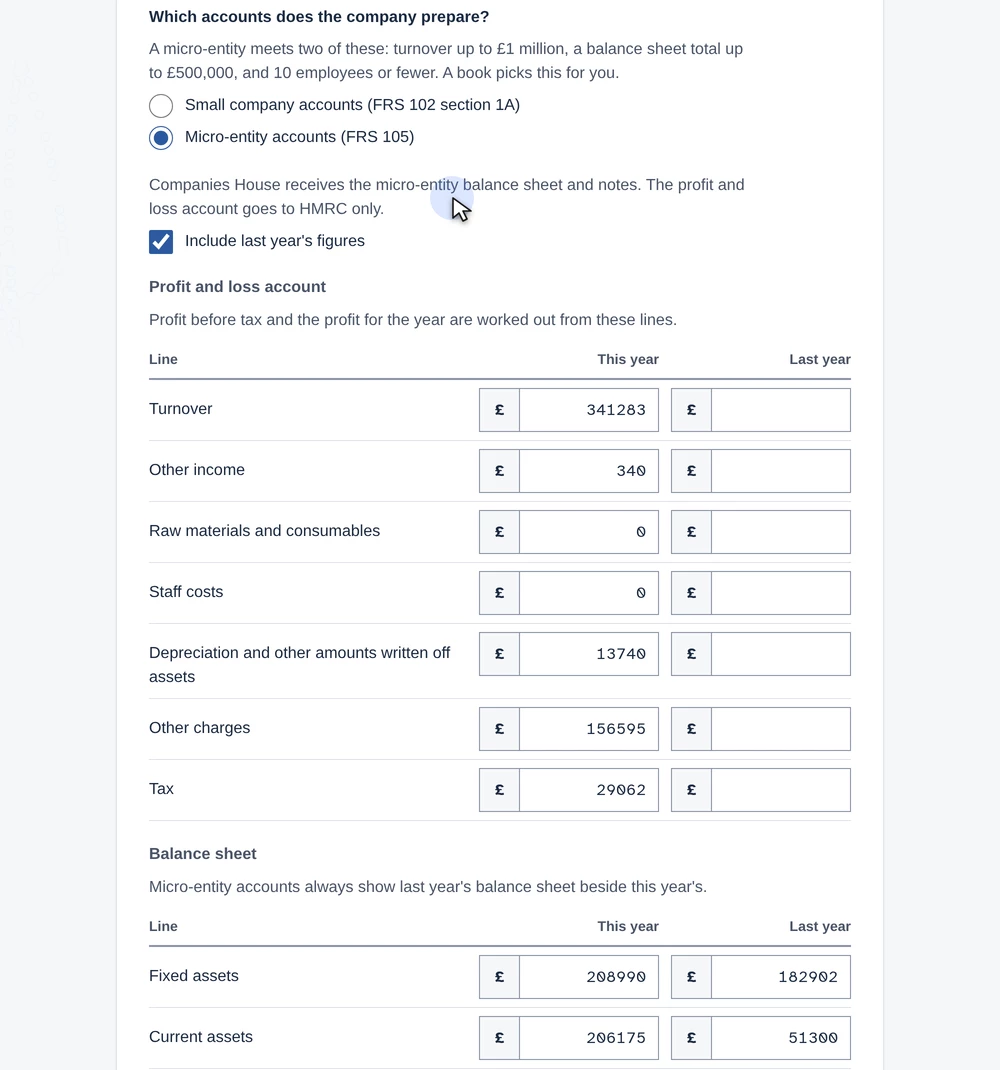 Which accounts does the company prepare?
A micro-entity meets two of these: turnover up to £1 million, a balance sheet total up
to £500,000, and 10 employees or fewer. A book picks this for you.
Small company accounts (FRS 102 section 1A)
Micro-entity accounts (FRS 105)
Companies House receives the micro-entity balance sheet and notes. The profit and
loss account goes to HMRC only.
Include last year's figures
Profit and loss account
Profit before tax and the profit for the year are worked out from these lines.
Line This year Last year
Turnover £ 341283 £
Other income £ 340 £
Raw materials and consumables £ 0 £
Staff costs £ 0 £
Depreciation and other amounts written off
assets £ 13740 £
Other charges £ 156595 £
Tax £ 29062 £
Balance sheet
Micro-entity accounts always show last year's balance sheet beside this year's.
Line This year Last year
Fixed assets £ 208990 £ 182902
Current assets £ 206175 £ 51300